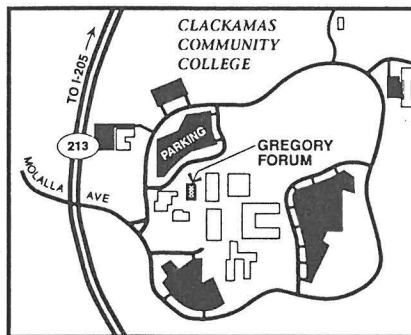 CLACKAMAS
COMMUNITY
COLLEGE
TO I-205
213
PARKING
GREGORY
FORUM
MOLALLA
AVE